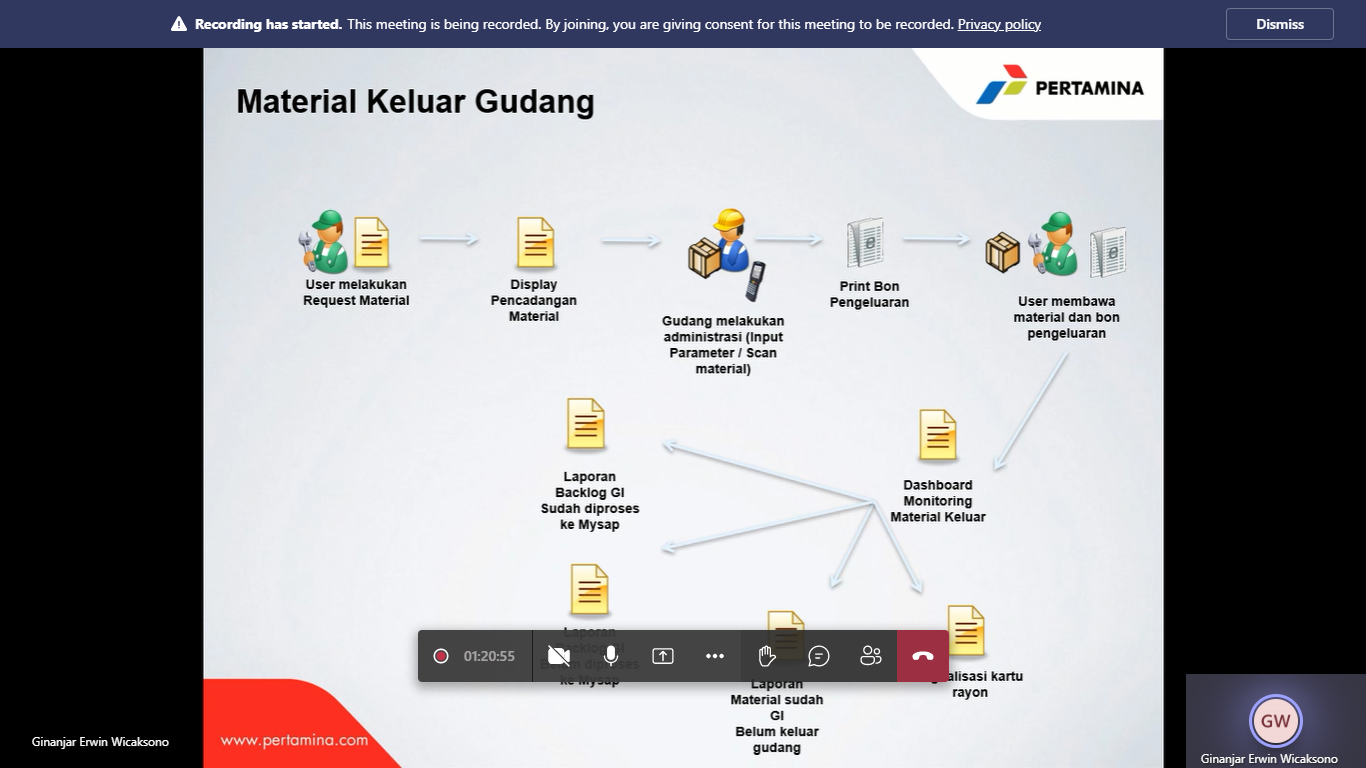 Recording has started. This meeting is being recorded. By joining, you are giving consent for this meeting to be recorded. Privacy policy
Dismiss
Material Keluar Gudang
PERTAMINA
User melakukan
Request Material
Display
Pencadangan
Material
Gudang melakukan
administrasi (Input
Parameter / Scan
material)
Print Bon
Pengeluaran
User membawa
material dan bon
pengeluaran
Laporan
Backlog GI
Sudah diproses
ke Mysap
Dashboard
Monitoring
Material Keluar
Laporan
Backlog GI
Belum diproses
ke Mysap
01:20:55
Laporan
Material sudah
GI
Belum keluar
gudang
alisasi kartu
rayon
www.pertamina.com
Ginanjar Erwin Wicaksono
GW
Ginanjar Erwin Wicaksono